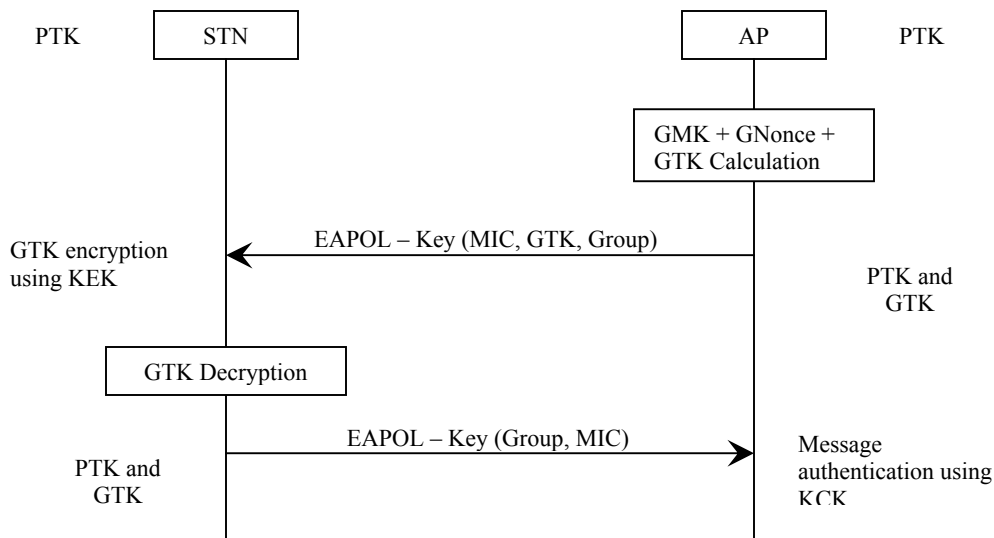 PTK
STN
AP
PTK
GMK + GNonce +
GTK Calculation
EAPOL – Key (MIC, GTK, Group)
GTK encryption
using KEK
PTK and
GTK
GTK Decryption
EAPOL – Key (Group, MIC)
PTK and
GTK
Message
authentication using
KCK